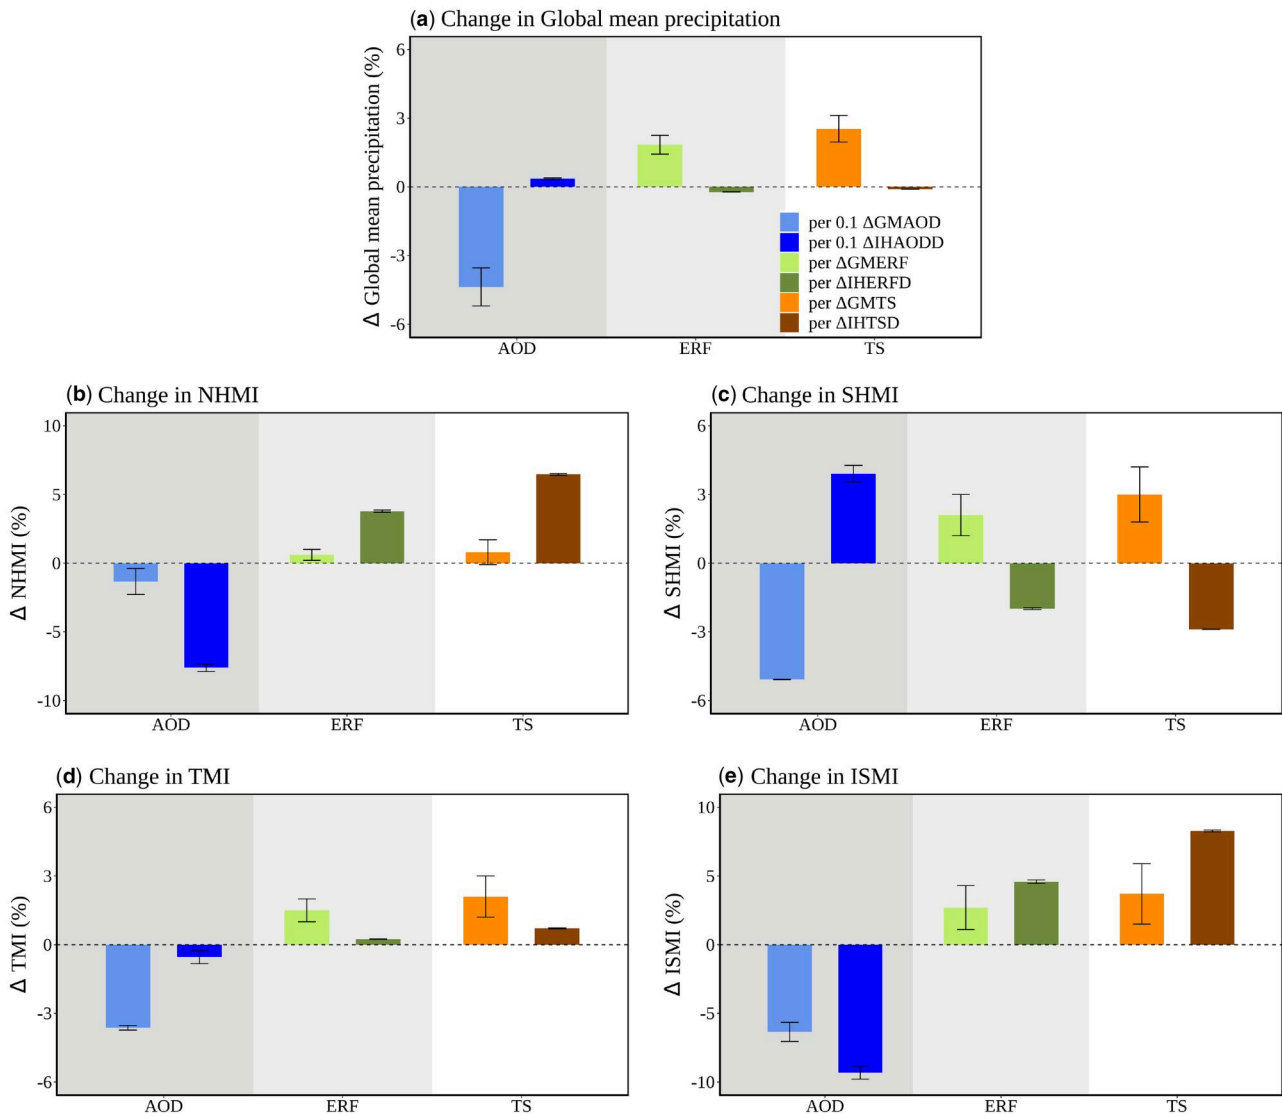 (a) Change in Global mean precipitation
Δ Global mean precipitation (%)
6
3
0
-3
-6
per 0.1 ΔGMAOD
per 0.1 ΔIHAODD
per ΔGMERF
per ΔIHERFD
per ΔGMTS
per ΔIHTSD
AOD ERF TS
(b) Change in NHMI
Δ NHMI (%)
10
5
0
-5
-10
AOD ERF TS
(c) Change in SHMI
Δ SHMI (%)
6
3
0
-3
-6
AOD ERF TS
(d) Change in TMI
Δ TMI (%)
6
3
0
-3
-6
AOD ERF TS
(e) Change in ISMI
Δ ISMI (%)
10
5
0
-5
-10
AOD ERF TS